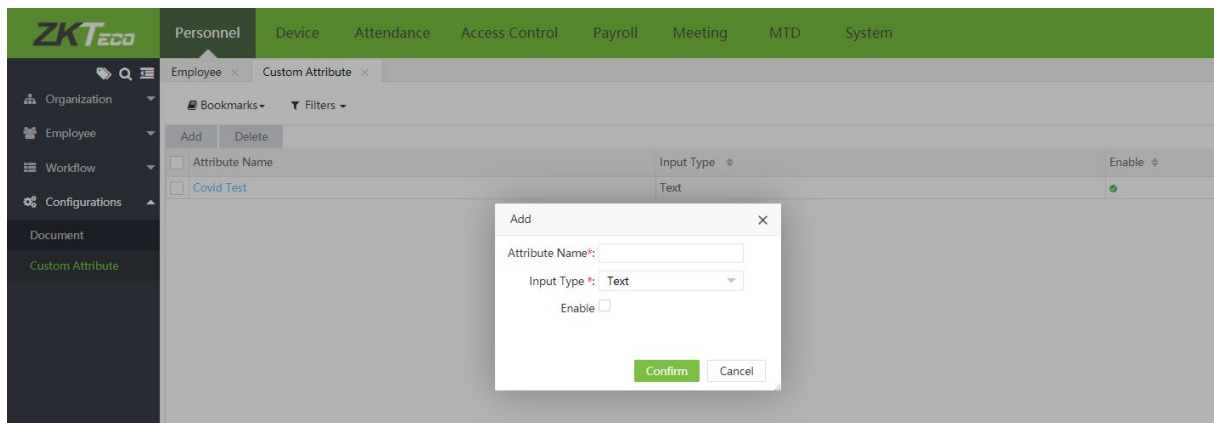 ZKTeco
Personnel Device Attendance Access Control Payroll Meeting MTD System
Employee × Custom Attribute ×
Organization
Bookmarks Filters
Employee
Add Delete
Workflow
Attribute Name Input Type Enable
Covid Test Text
Configurations
Document
Custom Attribute
Add
Attribute Name*:
Input Type *: Text
Enable
Confirm Cancel